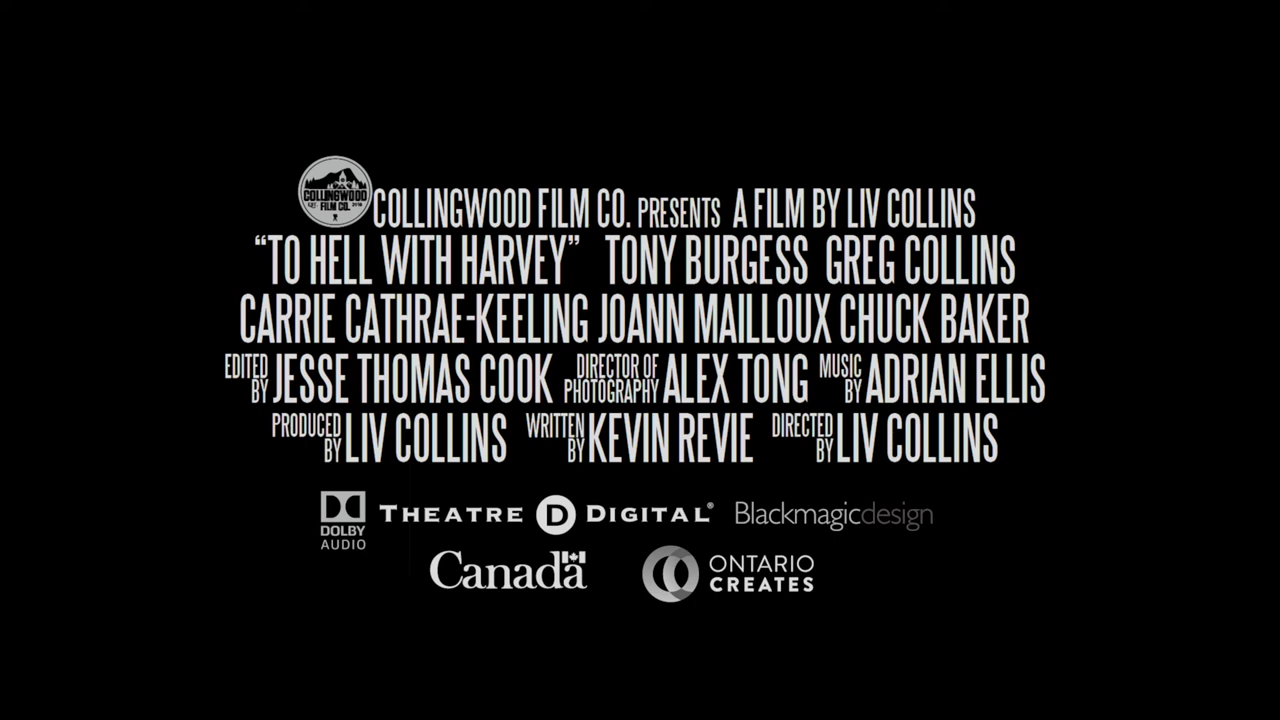 COLLINGWOOD FILM CO. COLLINGWOOD FILM CO. PRESENTS A FILM BY LIV COLLINS
“TO HELL WITH HARVEY” TONY BURGESS GREG COLLINS
CARRIE CATHRAE-KEELING JOANN MAILLOUX CHUCK BAKER
EDITED BY JESSE THOMAS COOK DIRECTOR OF PHOTOGRAPHY ALEX TONG MUSIC BY ADRIAN ELLIS
PRODUCED BY LIV COLLINS WRITTEN BY KEVIN REVIE DIRECTED BY LIV COLLINS
DOLBY AUDIO THEATRE D DIGITAL® Blackmagicdesign
Canada ONTARIO CREATES